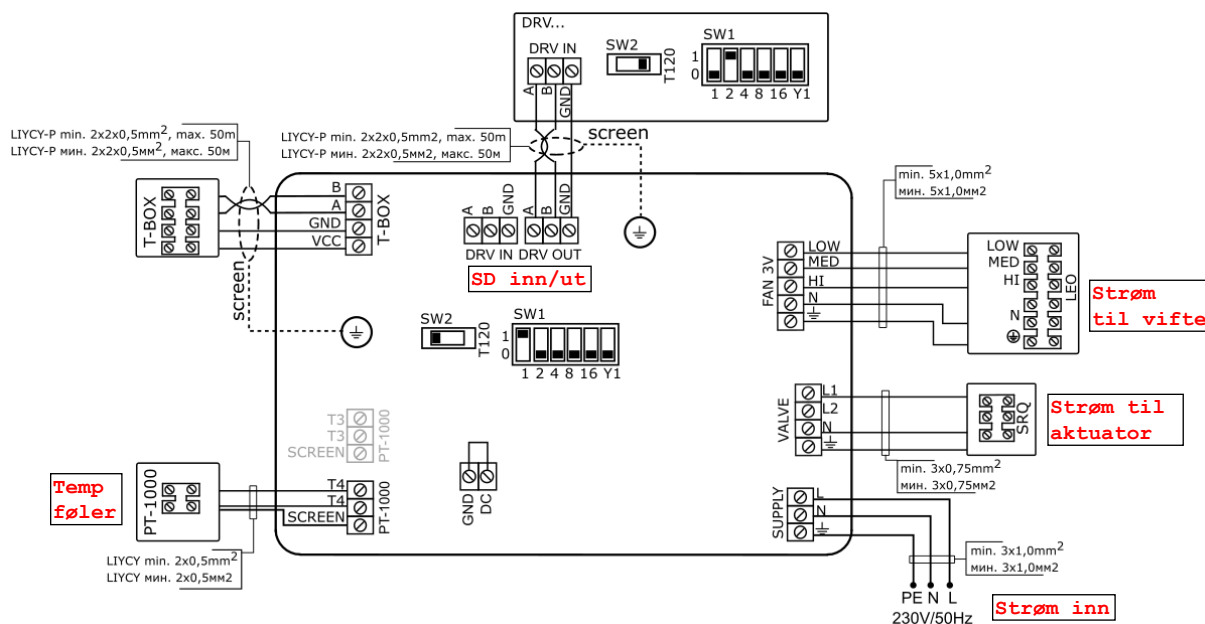 DRV...
DRV IN
SW2
T120
SW1
1
0
1 2 4 8 16 Y1
A
B
GND
LIYCY-P min. 2x2x0,5mm2, max. 50m
LIYCY-P мин. 2x2x0,5мм2, макс. 50м
screen
LIYCY-P min. 2x2x0,5mm², max. 50m
LIYCY-P мин. 2x2x0,5мм², макс. 50м
T-BOX
B
A
GND
VCC
T-BOX
screen
A
B
GND
A
B
GND
DRV IN
DRV OUT
SD inn/ut
SW2
T120
SW1
1
0
1 2 4 8 16 Y1
min. 5x1,0mm²
мин. 5x1,0мм2
FAN 3V
LOW
MED
HI
N
LOW
MED
HI
N
LEO
Strøm
til vifte
VALVE
L1
L2
N
SRQ
Strøm til
aktuator
min. 3x0,75mm²
мин. 3x0,75мм2
T3
T3
SCREEN
PT-1000
GND
DC
Temp
føler
PT-1000
T4
T4
SCREEN
PT-1000
LIYCY min. 2x0,5mm²
LIYCY мин. 2x0,5мм2
SUPPLY
L
N
min. 3x1,0mm²
мин. 3x1,0мм2
PE N L
230V/50Hz
Strøm inn